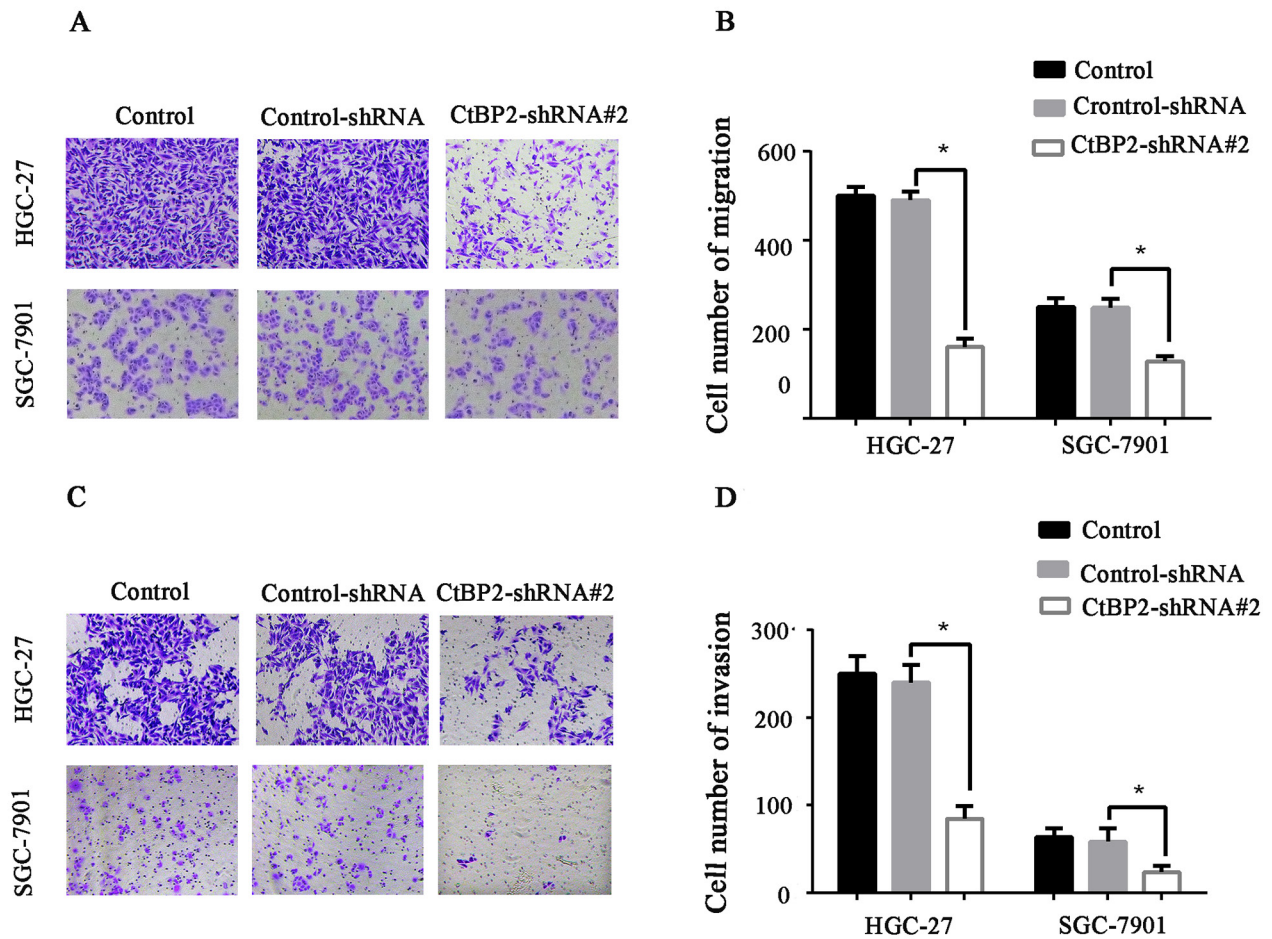 A
Control
Control-shRNA
CtBP2-shRNA#2
HGC-27
SGC-7901
B
Control
Crontrol-shRNA
CtBP2-shRNA#2
Cell number of migration
600
400
200
0
*
*
HGC-27
SGC-7901
C
Control
Control-shRNA
CtBP2-shRNA#2
HGC-27
SGC-7901
D
Control
Control-shRNA
CtBP2-shRNA#2
Cell number of invasion
300
200
100
0
*
*
HGC-27
SGC-7901